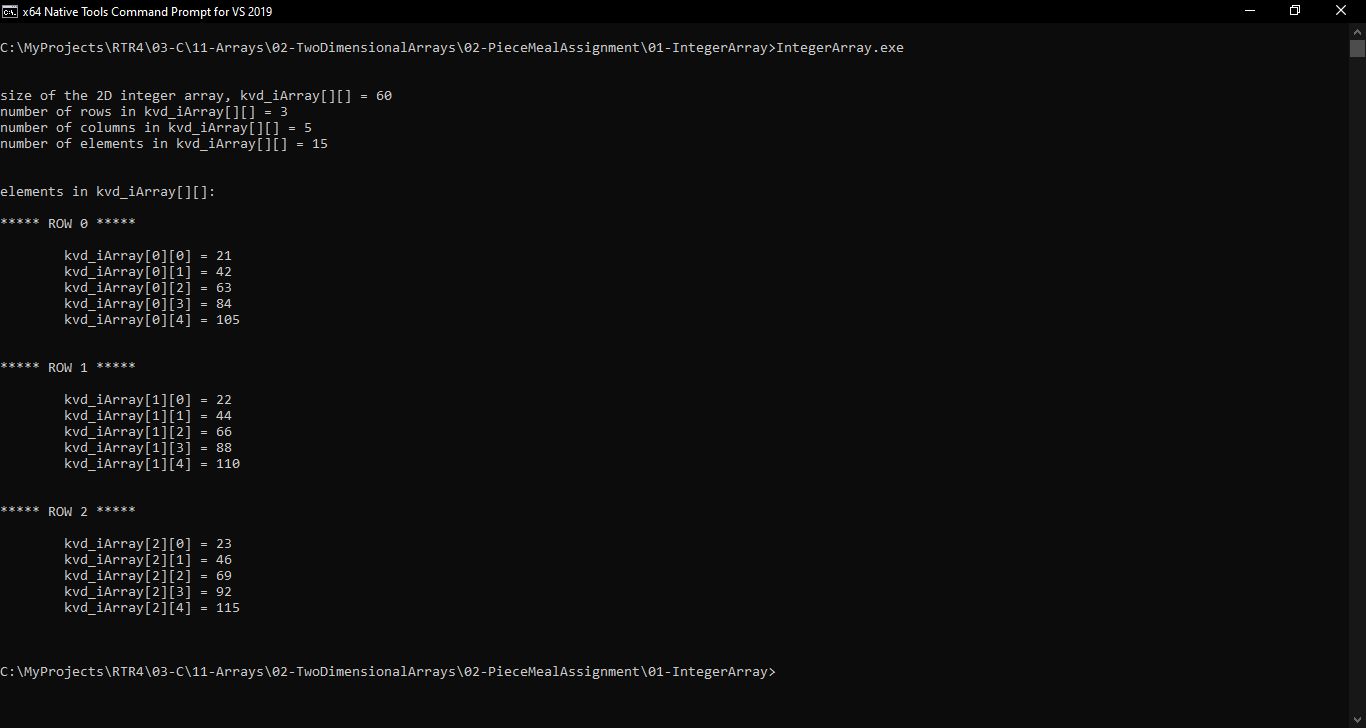 x64 Native Tools Command Prompt for VS 2019
C:\MyProjects\RTR4\03-C\11-Arrays\02-TwoDimensionalArrays\02-PieceMealAssignment\01-IntegerArray>IntegerArray.exe
size of the 2D integer array, kvd_iArray[][] = 60
number of rows in kvd_iArray[][] = 3
number of columns in kvd_iArray[][] = 5
number of elements in kvd_iArray[][] = 15
elements in kvd_iArray[][]:
***** ROW 0 *****
kvd_iArray[0][0] = 21
kvd_iArray[0][1] = 42
kvd_iArray[0][2] = 63
kvd_iArray[0][3] = 84
kvd_iArray[0][4] = 105
***** ROW 1 *****
kvd_iArray[1][0] = 22
kvd_iArray[1][1] = 44
kvd_iArray[1][2] = 66
kvd_iArray[1][3] = 88
kvd_iArray[1][4] = 110
***** ROW 2 *****
kvd_iArray[2][0] = 23
kvd_iArray[2][1] = 46
kvd_iArray[2][2] = 69
kvd_iArray[2][3] = 92
kvd_iArray[2][4] = 115
C:\MyProjects\RTR4\03-C\11-Arrays\02-TwoDimensionalArrays\02-PieceMealAssignment\01-IntegerArray>